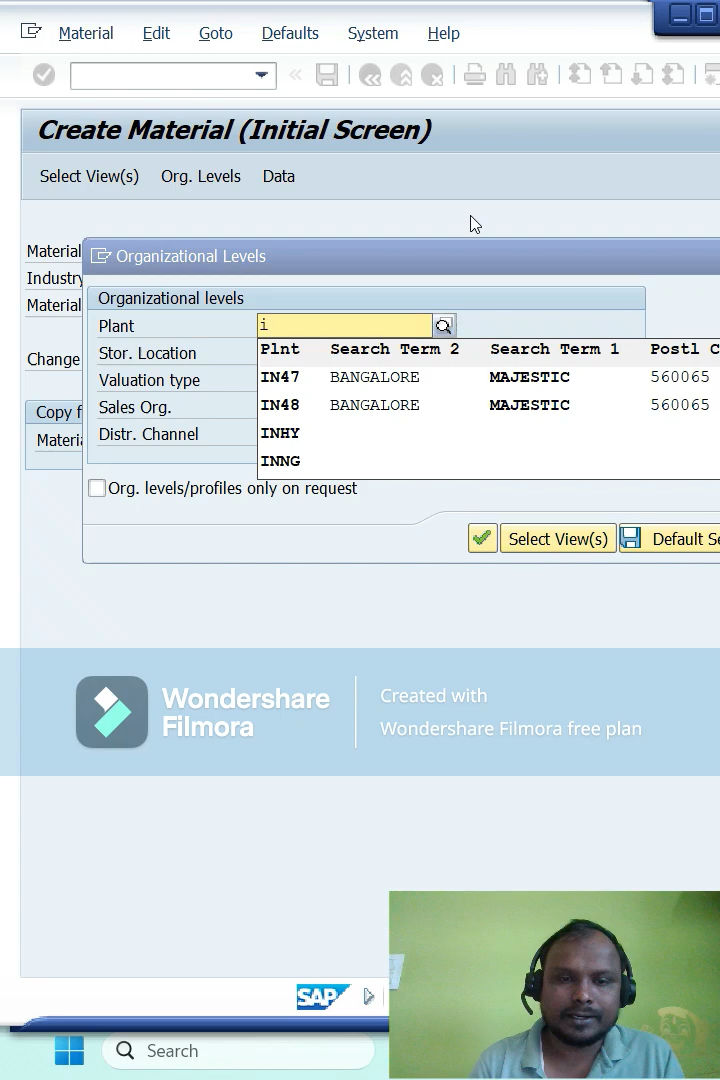 Material Edit Goto Defaults System Help
Create Material (Initial Screen)
Select View(s) Org. Levels Data
Material
Industry
Material
Change
Copy f
Materia
Organizational Levels
Organizational levels
Plant i
Stor. Location
Valuation type
Sales Org.
Distr. Channel
Plnt Search Term 2 Search Term 1 Postl C
IN47 BANGALORE MAJESTIC 560065
IN48 BANGALORE MAJESTIC 560065
INHY
INNG
Org. levels/profiles only on request
Select View(s) Default Se
Wondershare
Filmora
Created with
Wondershare Filmora free plan
SAP
Search